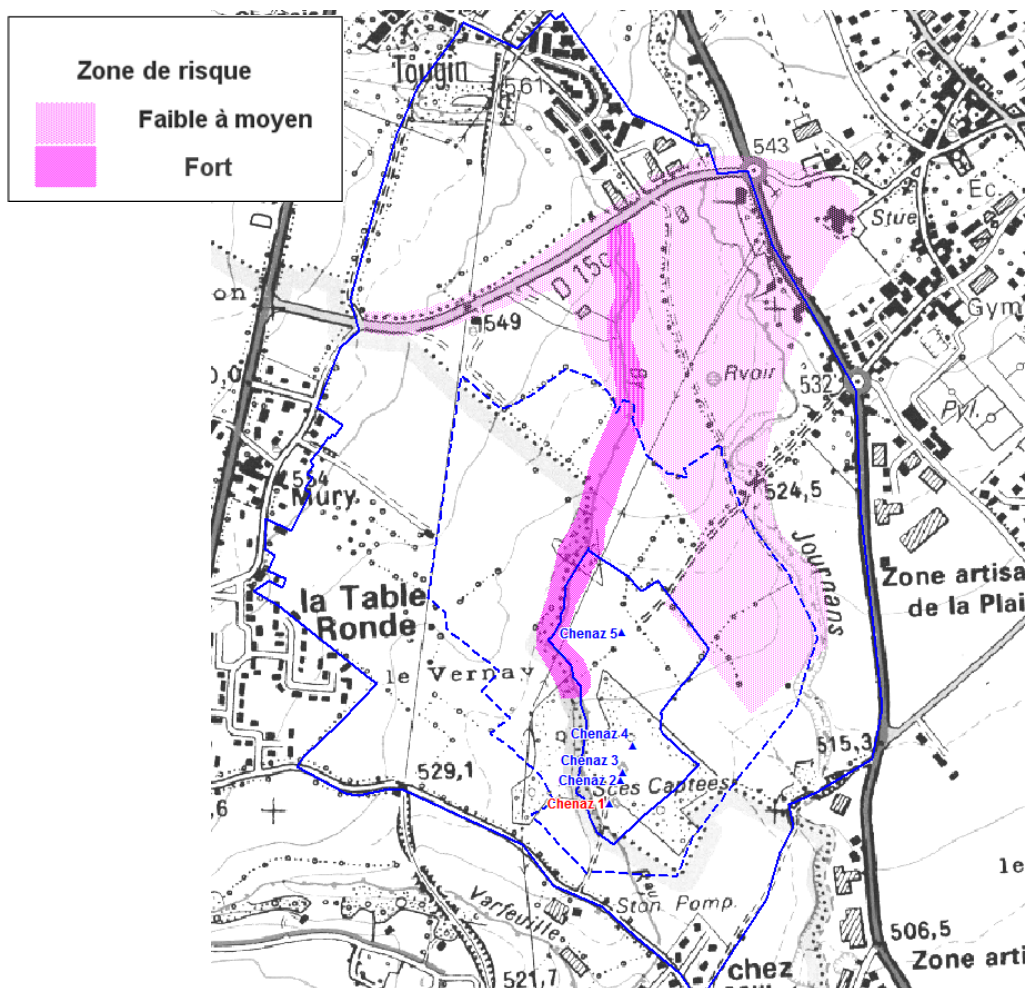 Zone de risque
Faible à moyen
Fort
Tougin
561
543
Ec.
Stue
D
D 15c
549
Gym
Rvoir
532
Pyl.
524,5
Mury
Journans
la Table
Ronde
Zone artisa
de la Plai
Chenaz 5
le Vernay
Chenaz 4
515,3
Chenaz 3
529,1
Chenaz 2
Sces Captées
Chenaz 1
le
Varfeuille
Rau
Ston Pomp.
506,5
Zone arti
521,7
chez